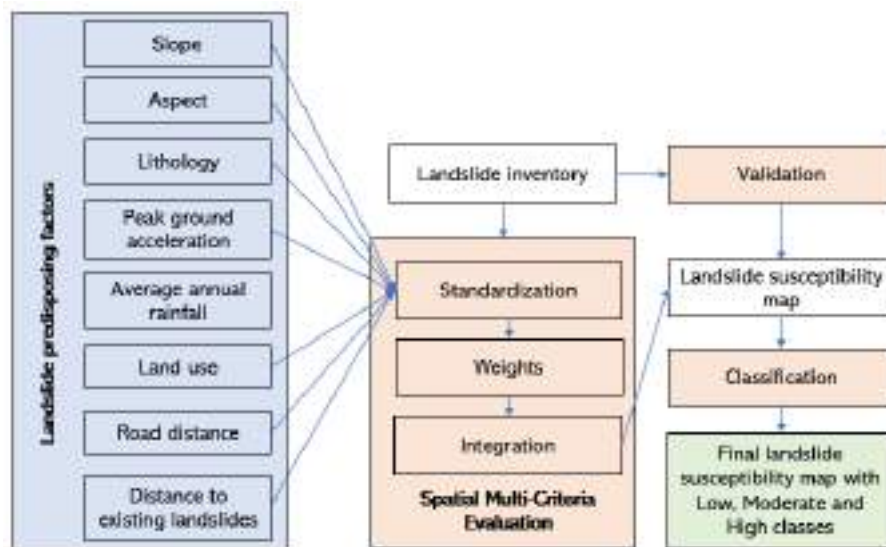 Landslide predisposing factors
Slope
Aspect
Lithology
Peak ground
acceleration
Average annual
rainfall
Land use
Road distance
Distance to
existing landslides
Landslide inventory
Standardization
Weights
Integration
Spatial Multi-Criteria
Evaluation
Validation
Landslide susceptibility
map
Classification
Final landslide
susceptibility map with
Low, Moderate and
High classes